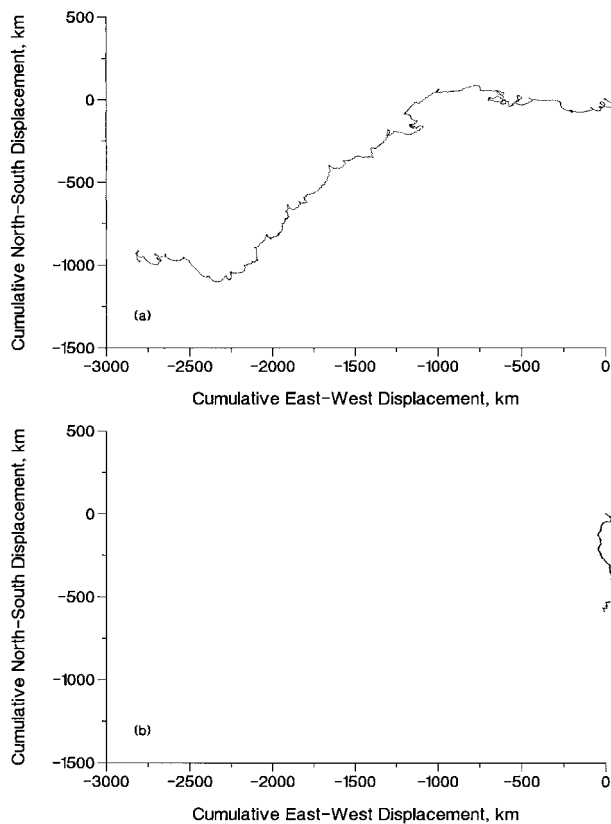 500
0
-500
-1000
-1500
Cumulative North-South Displacement, km
(a)
-3000 -2500 -2000 -1500 -1000 -500 0
Cumulative East-West Displacement, km
500
0
-500
-1000
-1500
Cumulative North-South Displacement, km
(b)
-3000 -2500 -2000 -1500 -1000 -500 0
Cumulative East-West Displacement, km